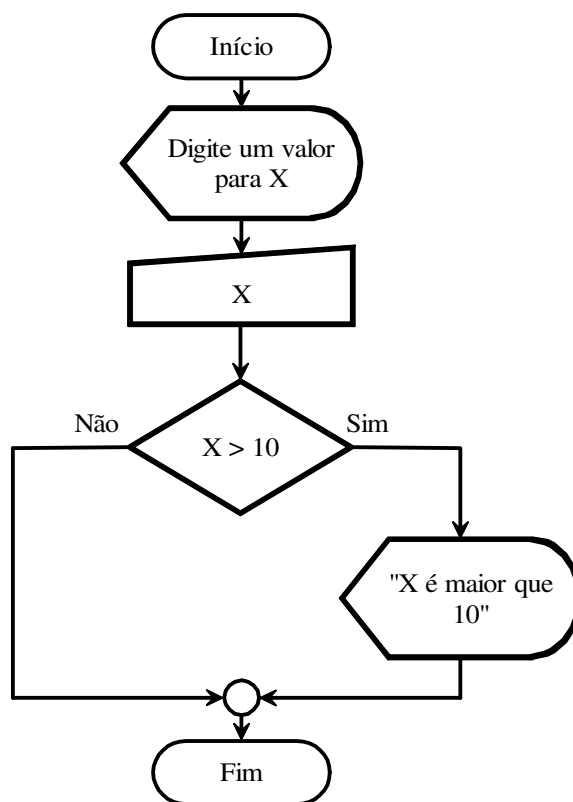 Início
Digite um valor
para X
X
Não
Sim
X > 10
"X é maior que
10"
Fim